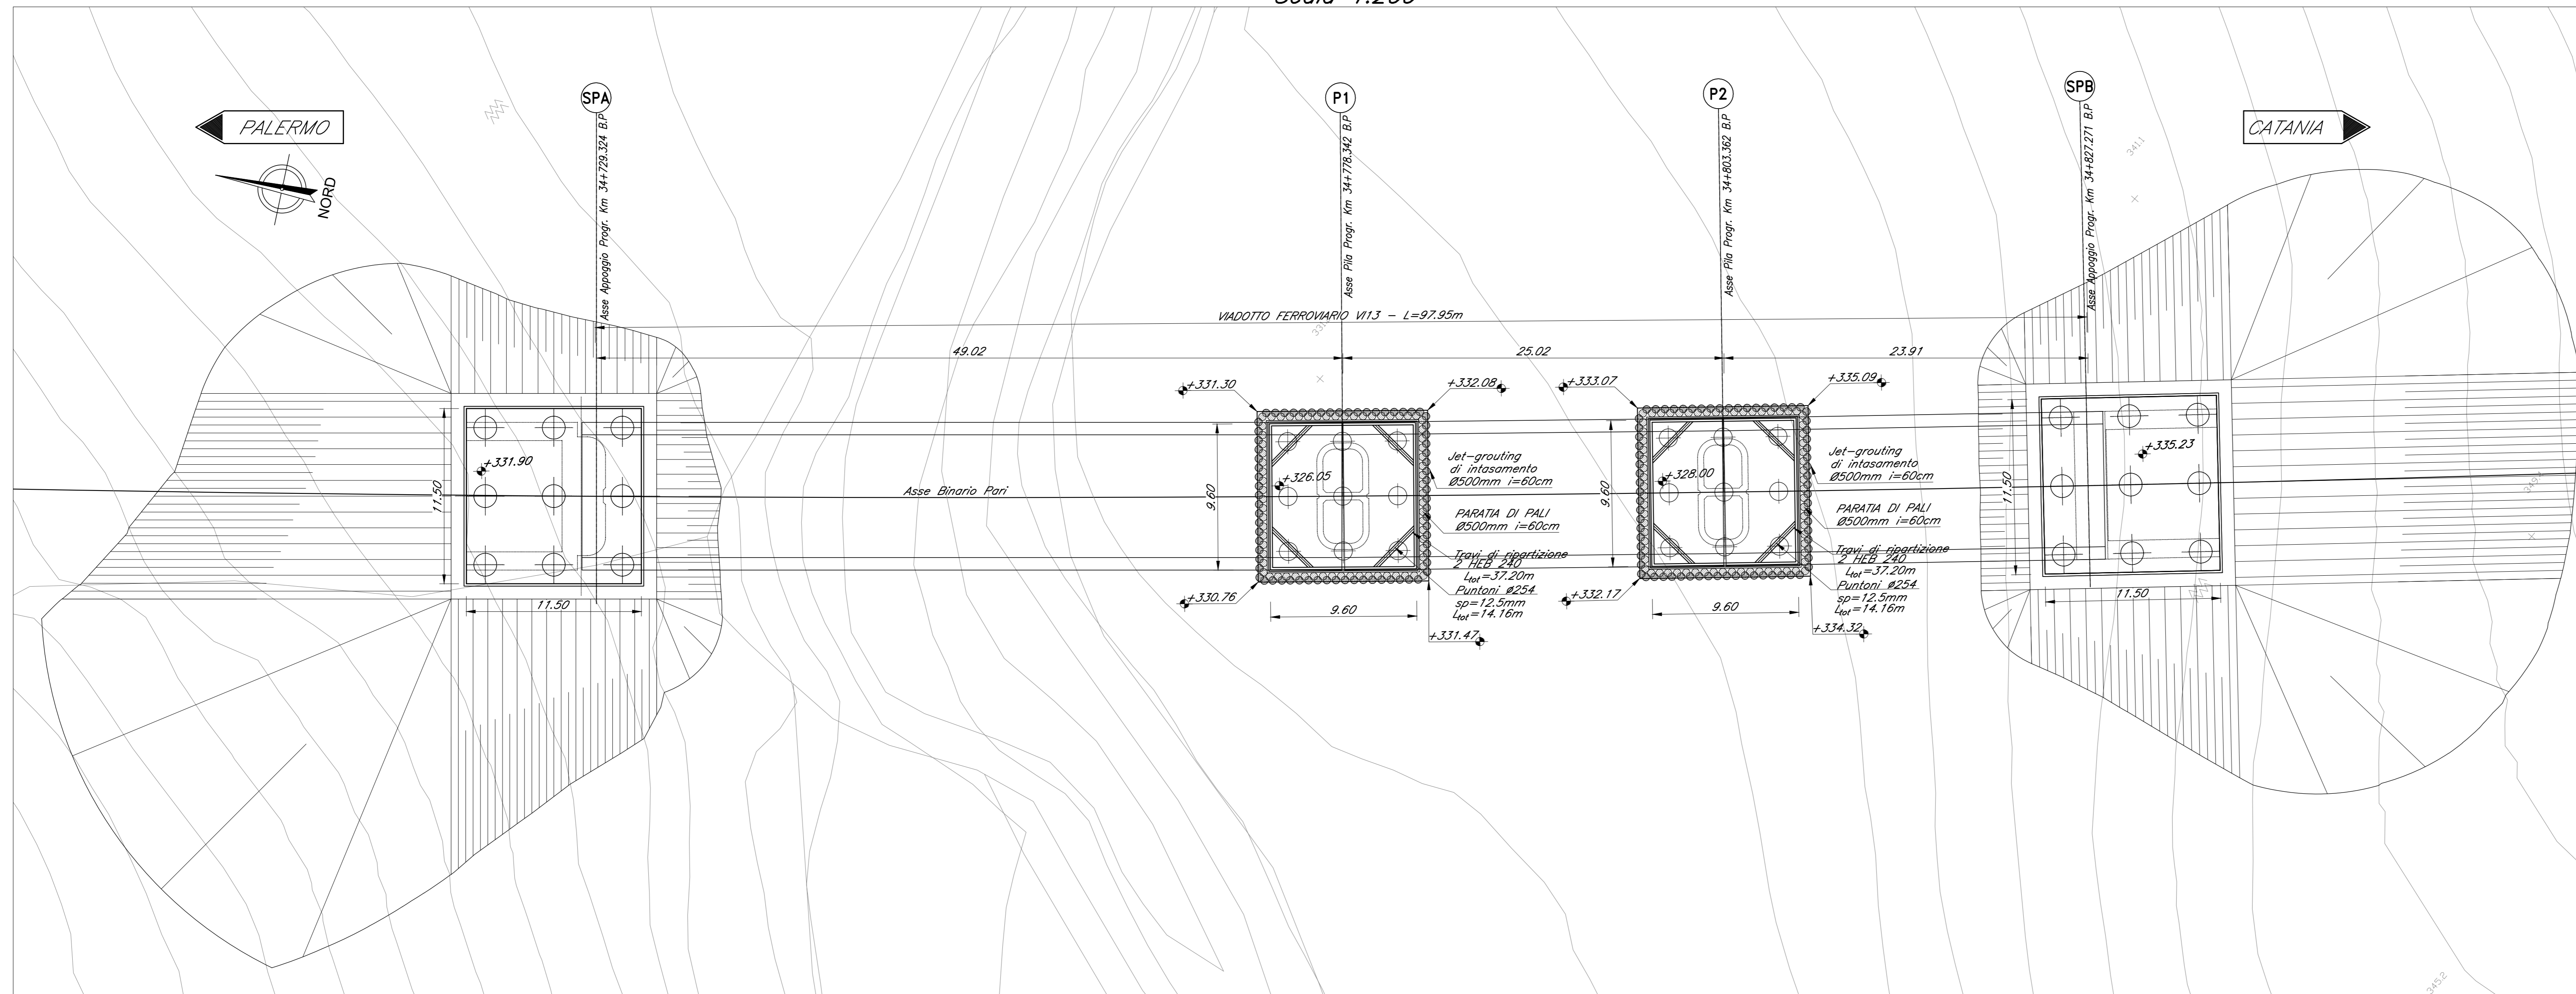 PALERMO
NORD
SPA
Asse Appoggio Progr. Km 34+729.324 B.P
P1
Asse Pila Progr. Km 34+778.342 B.P
P2
Asse Pila Progr. Km 34+803.362 B.P
SPB
Asse Appoggio Progr. Km 34+827.271 B.P
CATANIA
341.1
VIADOTTO FERROVIARIO VI13 - L=97.95m
49.02
25.02
23.91
+331.30
+332.08
+333.07
+335.09
+331.90
11.50
11.50
Asse Binario Pari
9.60
+326.05
Jet-grouting
di intasamento
Ø500mm i=60cm
PARATIA DI PALI
Ø500mm i=60cm
Travi di ripartizione
2 HEB 240
Ltot=37.20m
Puntoni ø254
sp=12.5mm
Ltot=14.16m
+330.76
9.60
+331.47
9.60
+328.00
Jet-grouting
di intasamento
Ø500mm i=60cm
PARATIA DI PALI
Ø500mm i=60cm
Travi di ripartizione
2 HEB 240
Ltot=37.20m
Puntoni ø254
sp=12.5mm
Ltot=14.16m
+332.17
9.60
+334.32
11.50
+335.23
11.50
345.2